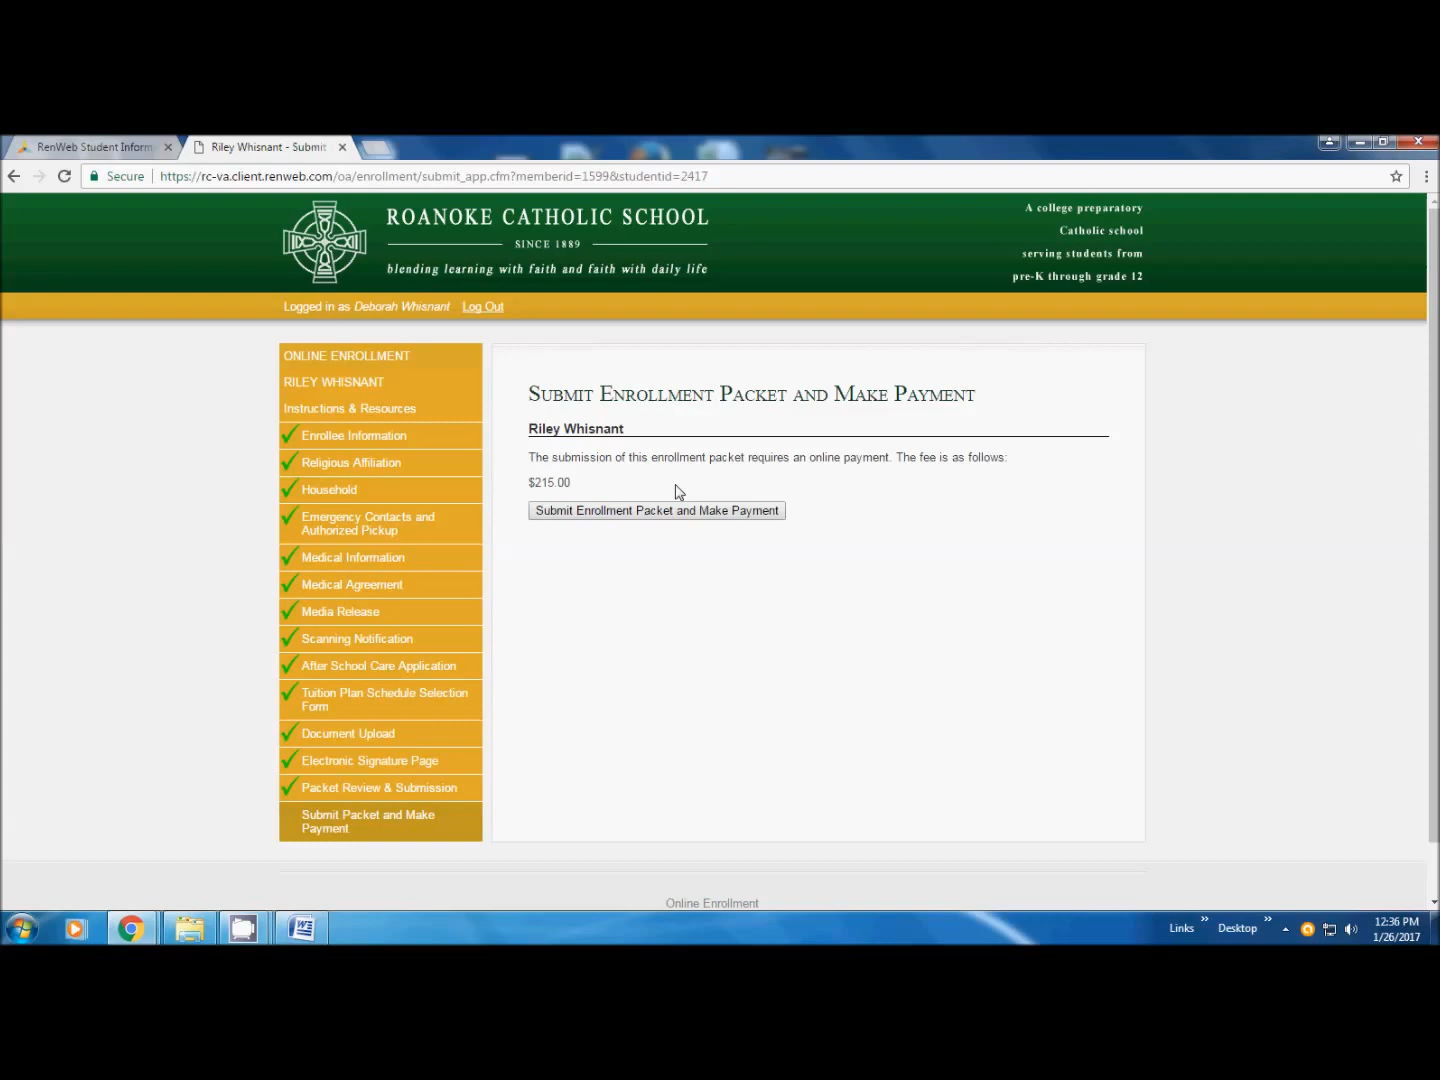 RenWeb Student Inform
Riley Whisnant - Submit
Secure
https://rc-va.client.renweb.com/oa/enrollment/submit_app.cfm?memberid=1599&studentid=2417
ROANOKE CATHOLIC SCHOOL
SINCE 1889
blending learning with faith and faith with daily life
A college preparatory
Catholic school
serving students from
pre-K through grade 12
Logged in as Deborah Whisnant Log Out
ONLINE ENROLLMENT
RILEY WHISNANT
Instructions & Resources
Enrollee Information
Religious Affiliation
Household
Emergency Contacts and
Authorized Pickup
Medical Information
Medical Agreement
Media Release
Scanning Notification
After School Care Application
Tuition Plan Schedule Selection
Form
Document Upload
Electronic Signature Page
Packet Review & Submission
Submit Packet and Make
Payment
Submit Enrollment Packet and Make Payment
Riley Whisnant
The submission of this enrollment packet requires an online payment. The fee is as follows:
$215.00
Submit Enrollment Packet and Make Payment
Online Enrollment
Links
Desktop
12:36 PM
1/26/2017